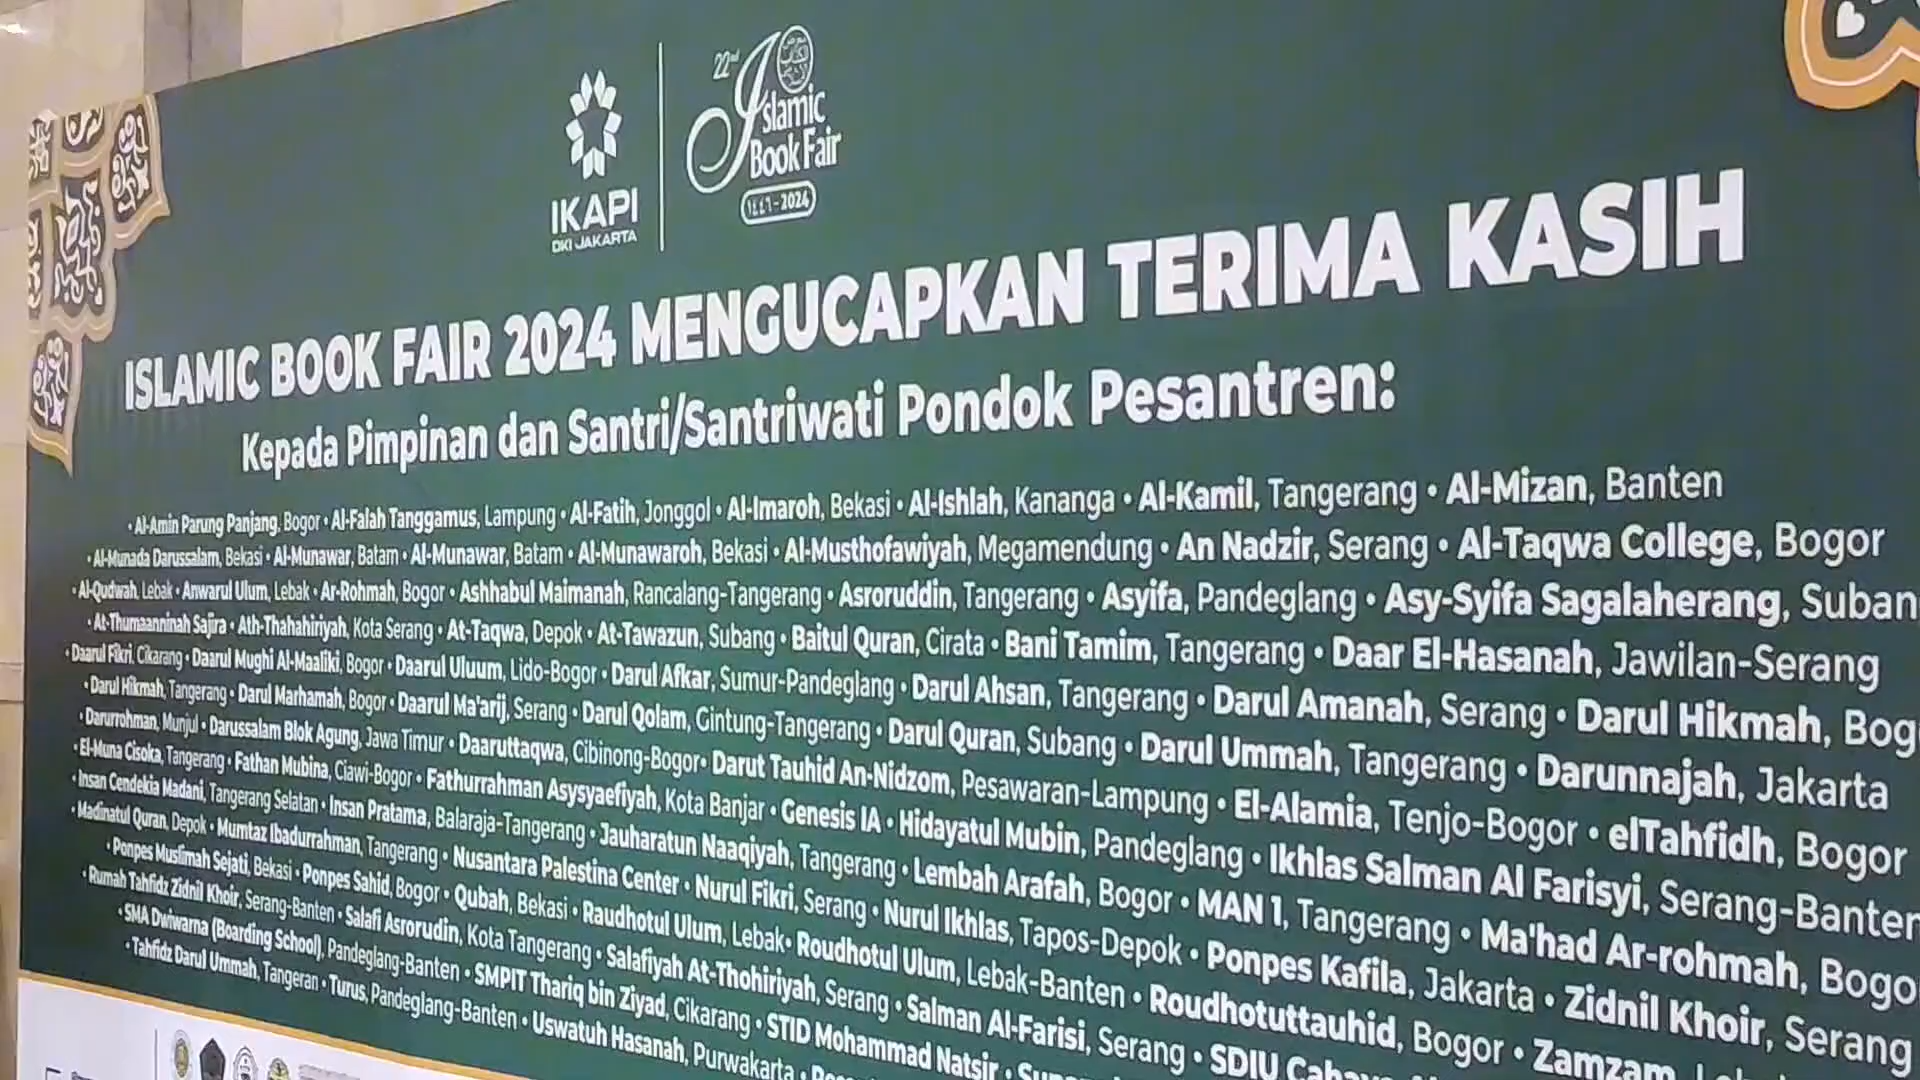 22nd
Islamic
Book Fair
١٤٤٦ - 2024
IKAPI
DKI JAKARTA
ISLAMIC BOOK FAIR 2024 MENGUCAPKAN TERIMA KASIH
Kepada Pimpinan dan Santri/Santriwati Pondok Pesantren:
• Al-Amin Parung Panjang, Bogor • Al-Falah Tanggamus, Lampung • Al-Fatih, Jonggol • Al-Imaroh, Bekasi • Al-Ishlah, Kananga • Al-Kamil, Tangerang • Al-Mizan, Banten
• Al-Munada Darussalam, Bekasi • Al-Munawar, Batam • Al-Munawar, Batam • Al-Munawaroh, Bekasi • Al-Musthofawiyah, Megamendung • An Nadzir, Serang • Al-Taqwa College, Bogor
• Al-Qudwah, Lebak • Anwarul Ulum, Lebak • Ar-Rohmah, Bogor • Ashhabul Maimanah, Rancalang-Tangerang • Asroruddin, Tangerang • Asyifa, Pandeglang • Asy-Syifa Sagalaherang, Suban
• At-Thumaanninah Sajira • Ath-Thahahiriyah, Kota Serang • At-Taqwa, Depok • At-Tawazun, Subang • Baitul Quran, Cirata • Bani Tamim, Tangerang • Daar El-Hasanah, Jawilan-Serang
• Daarul Fikri, Cikarang • Daarul Mughi Al-Maaliki, Bogor • Daarul Uluum, Lido-Bogor • Darul Afkar, Sumur-Pandeglang • Darul Ahsan, Tangerang • Darul Amanah, Serang • Darul Hikmah, Bog
• Darul Hikmah, Tangerang • Darul Marhamah, Bogor • Daarul Ma'arij, Serang • Darul Qolam, Gintung-Tangerang • Darul Quran, Subang • Darul Ummah, Tangerang • Darunnajah, Jakarta
• Darurrohman, Munjul • Darussalam Blok Agung, Jawa Timur • Daaruttaqwa, Cibinong-Bogor • Darut Tauhid An-Nidzom, Pesawaran-Lampung • El-Alamia, Tenjo-Bogor • elTahfidh, Bogor
• El-Muna Cisoka, Tangerang • Fathan Mubina, Ciawi-Bogor • Fathurrahman Asysyaefiyah, Kota Banjar • Genesis IA • Hidayatul Mubin, Pandeglang • Ikhlas Salman Al Farisyi, Serang-Banten
• Insan Cendekia Madani, Tangerang Selatan • Insan Pratama, Balaraja-Tangerang • Jauharatun Naaqiyah, Tangerang • Lembah Arafah, Bogor • MAN 1, Tangerang • Ma'had Ar-rohmah, Bogo
• Madinatul Quran, Depok • Mumtaz Ibadurrahman, Tangerang • Nusantara Palestina Center • Nurul Fikri, Serang • Nurul Ikhlas, Tapos-Depok • Ponpes Kafila, Jakarta • Zidnil Khoir, Serang
• Ponpes Muslimah Sejati, Bekasi • Ponpes Sahid, Bogor • Qubah, Bekasi • Raudhotul Ulum, Lebak • Roudhotul Ulum, Lebak-Banten • Roudhotuttauhid, Bogor • Zamzam,
• Rumah Tahfidz Zidnil Khoir, Serang-Banten • Salafi Asrorudin, Kota Tangerang • Salafiyah At-Thohiriyah, Serang • Salman Al-Farisi, Serang • SDIU
• SMA Dwiwarna (Boarding School), Pandeglang-Banten • SMPIT Thariq bin Ziyad, Cikarang • STID Mohammad Natsir •
• Tahfidz Darul Ummah, Tangeran • Turus, Pandeglang-Banten • Uswatuh Hasanah, Purwakarta •